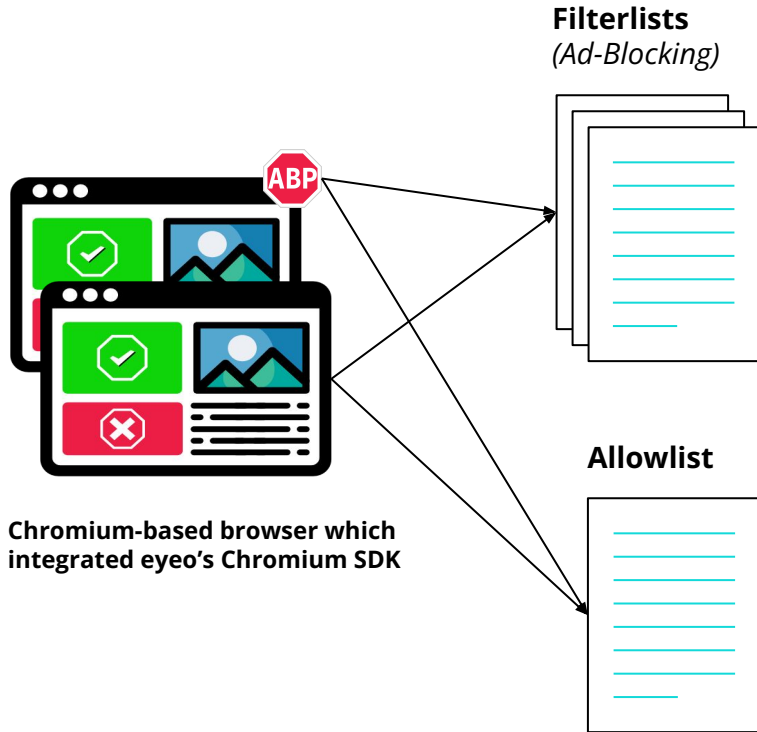 Filterlists
(Ad-Blocking)
ABP
Allowlist
Chromium-based browser which
integrated eyeo’s Chromium SDK